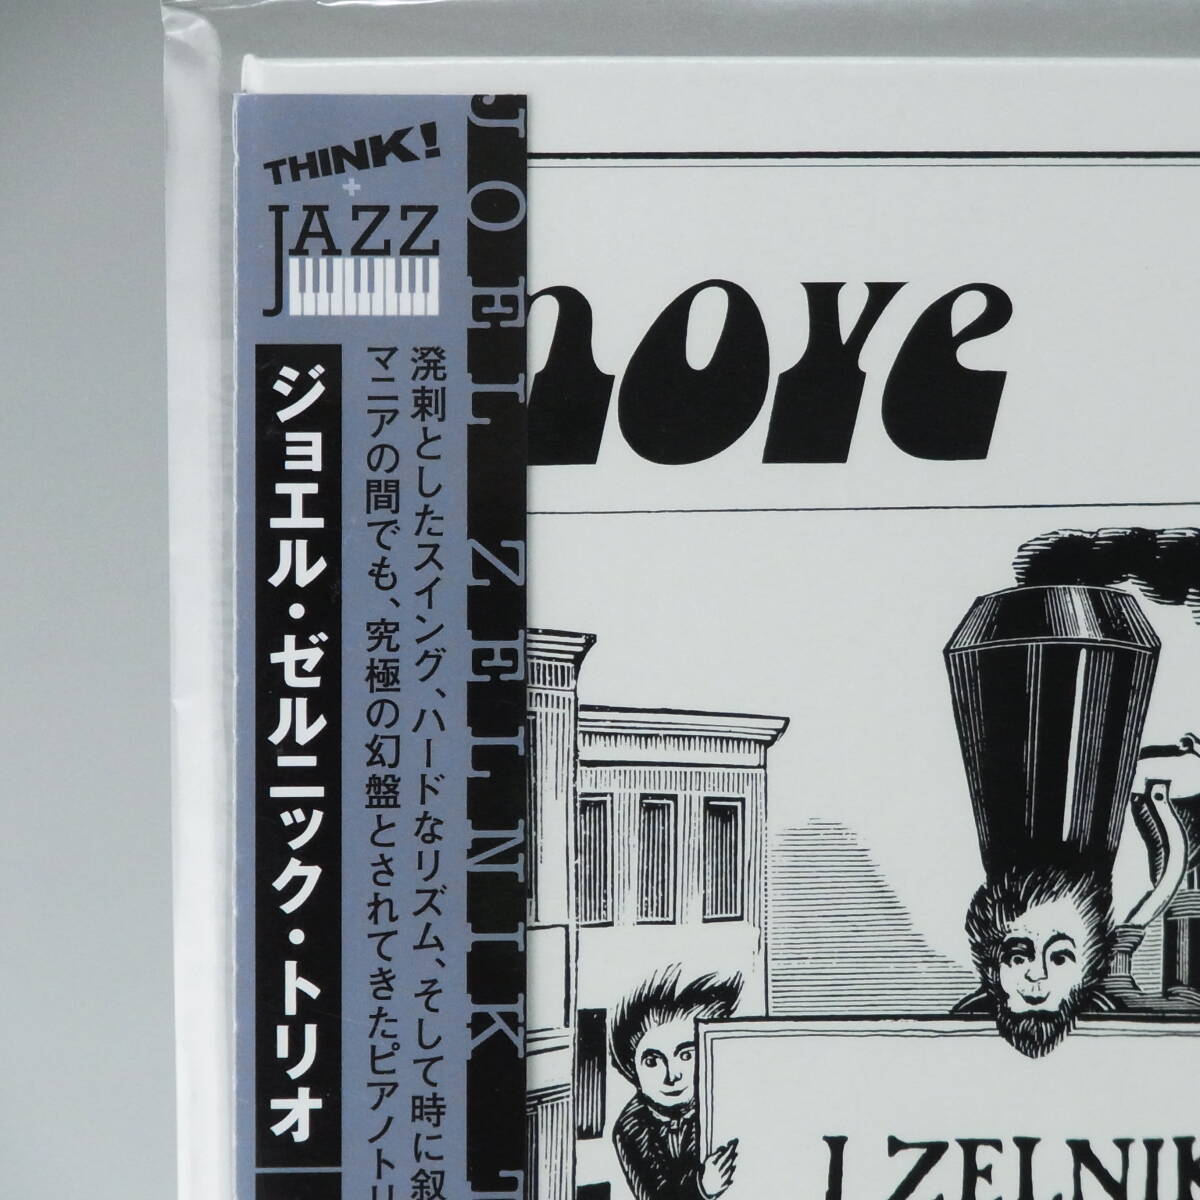 THINK!
+
JAZZ
ジョエル・ゼルニック・トリオ
溌剌としたスイング、ハードなリズム、そして時に叙
マニアの間でも、究極の幻盤とされてきたピアノトリ
JOEL ZELNIK T
move
J ZELNIK